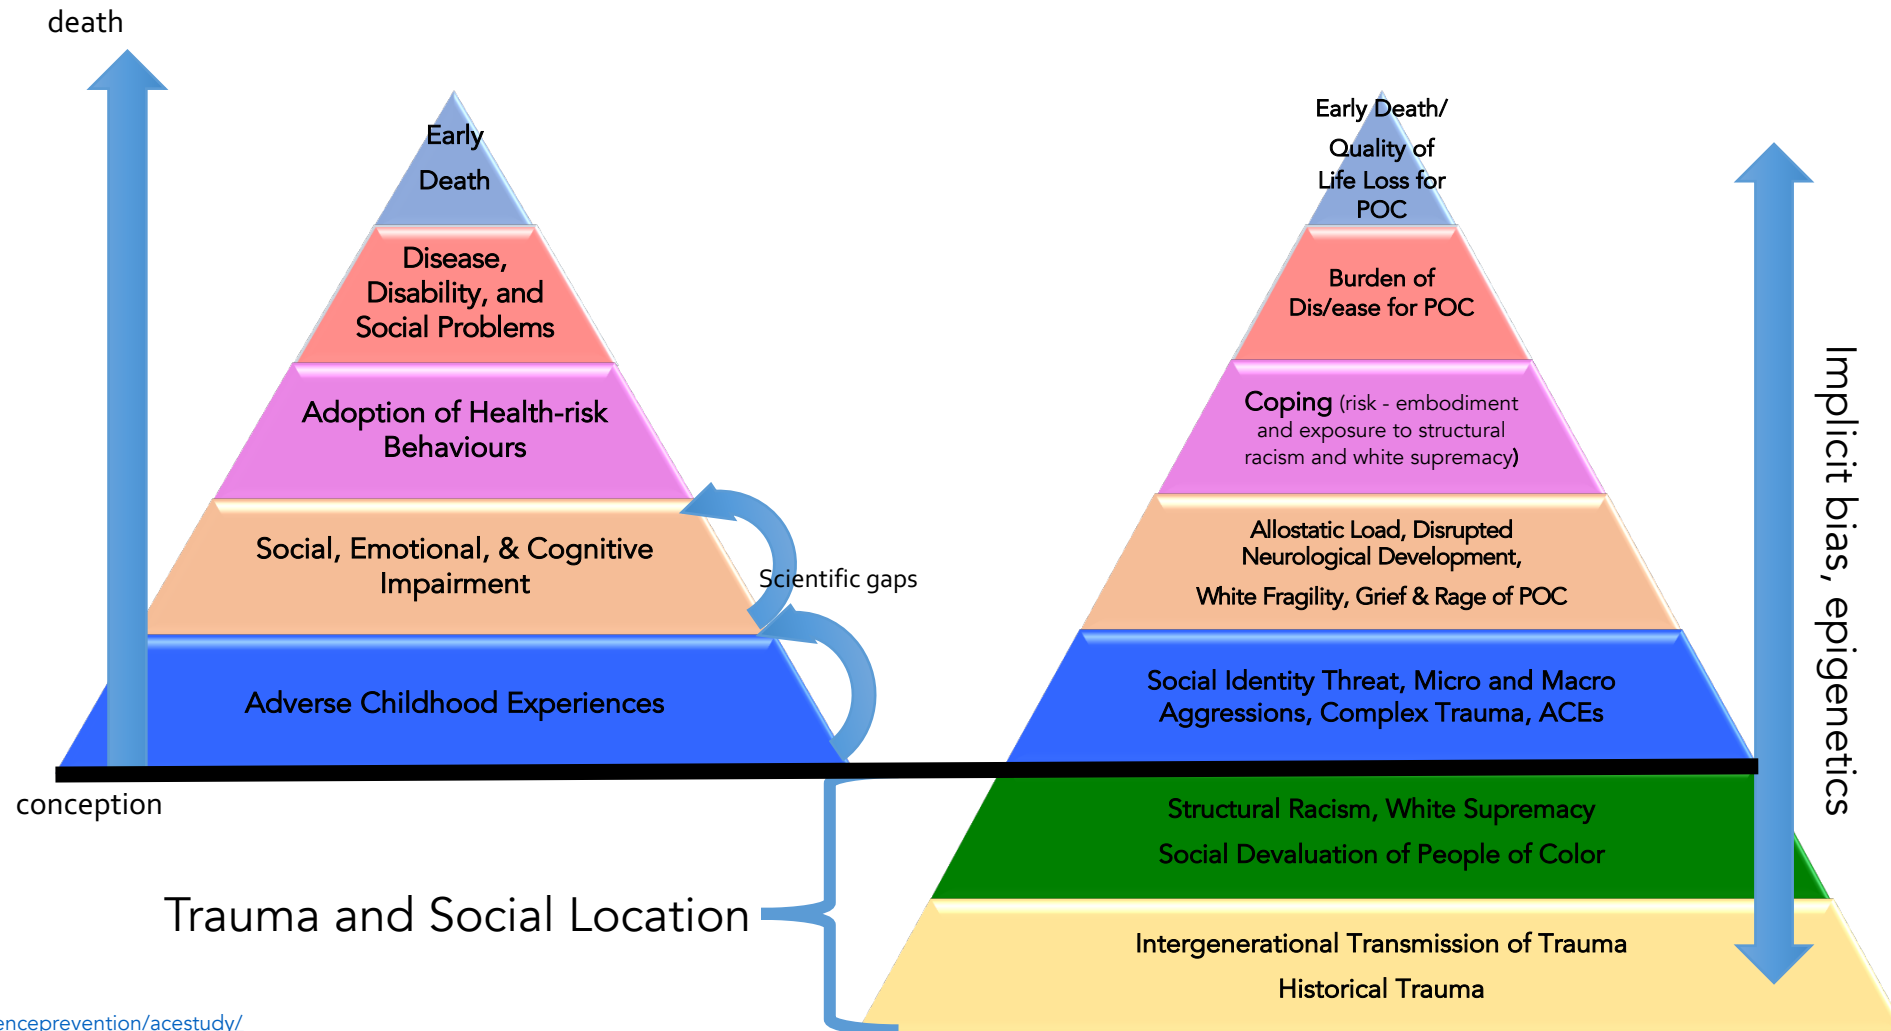 death
Early
Death
Disease,
Disability, and
Social Problems
Adoption of Health-risk
Behaviours
Social, Emotional, & Cognitive
Impairment
Scientific gaps
Adverse Childhood Experiences
conception
Trauma and Social Location
enceprevention/acestudy/
Early Death/
Quality of
Life Loss for
POC
Burden of
Dis/ease for POC
Coping (risk - embodiment
and exposure to structural
racism and white supremacy)
Allostatic Load, Disrupted
Neurological Development,
White Fragility, Grief & Rage of POC
Social Identity Threat, Micro and Macro
Aggressions, Complex Trauma, ACEs
Structural Racism, White Supremacy
Social Devaluation of People of Color
Intergenerational Transmission of Trauma
Historical Trauma
Implicit bias, epigenetics